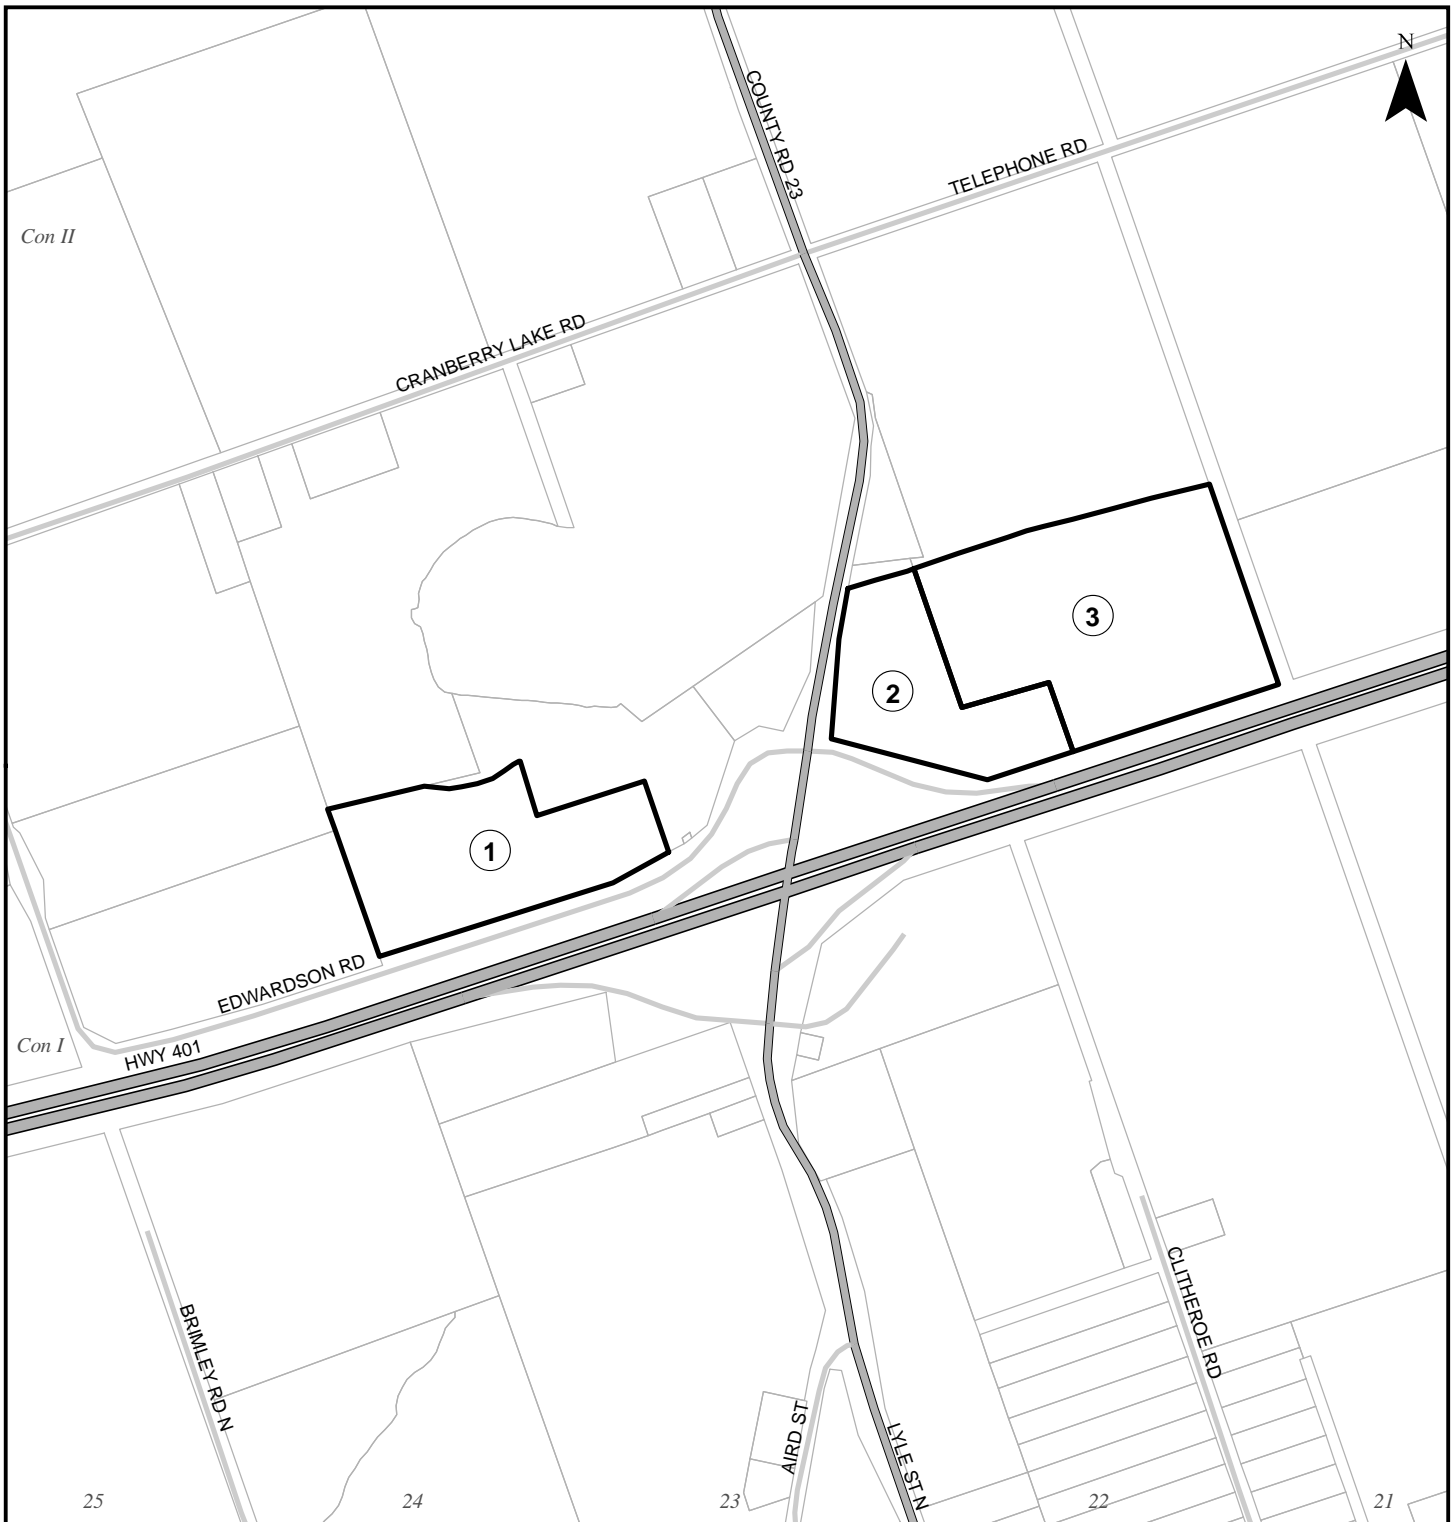 N
COUNTY RD 23
TELEPHONE RD
Con II
CRANBERRY LAKE RD
3
2
1
EDWARDSON RD
Con I
HWY 401
CLITHEROE RD
BRIMLEY RD N
AIRD ST
LYLE ST N
25
24
23
22
21